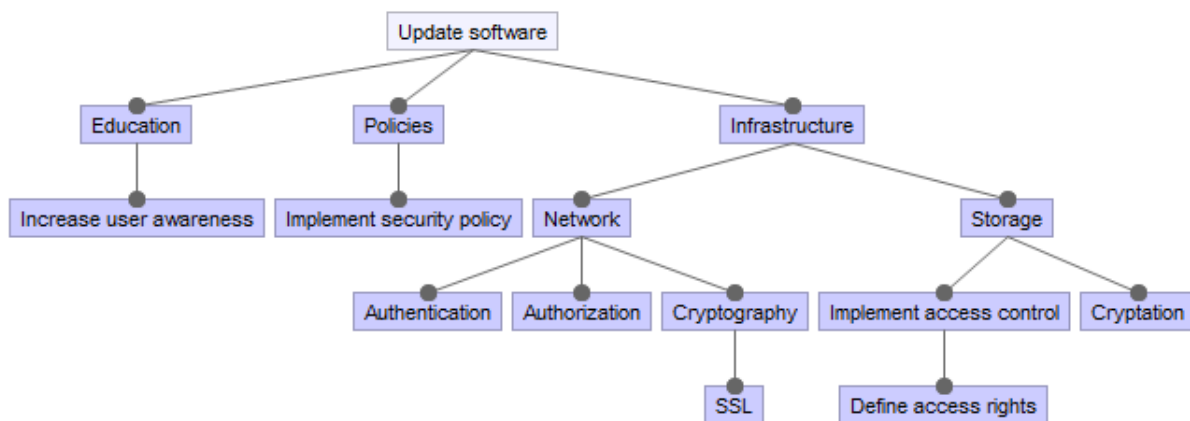 Update software
Education
Policies
Infrastructure
Increase user awareness
Implement security policy
Network
Storage
Authentication
Authorization
Cryptography
Implement access control
Cryptation
SSL
Define access rights